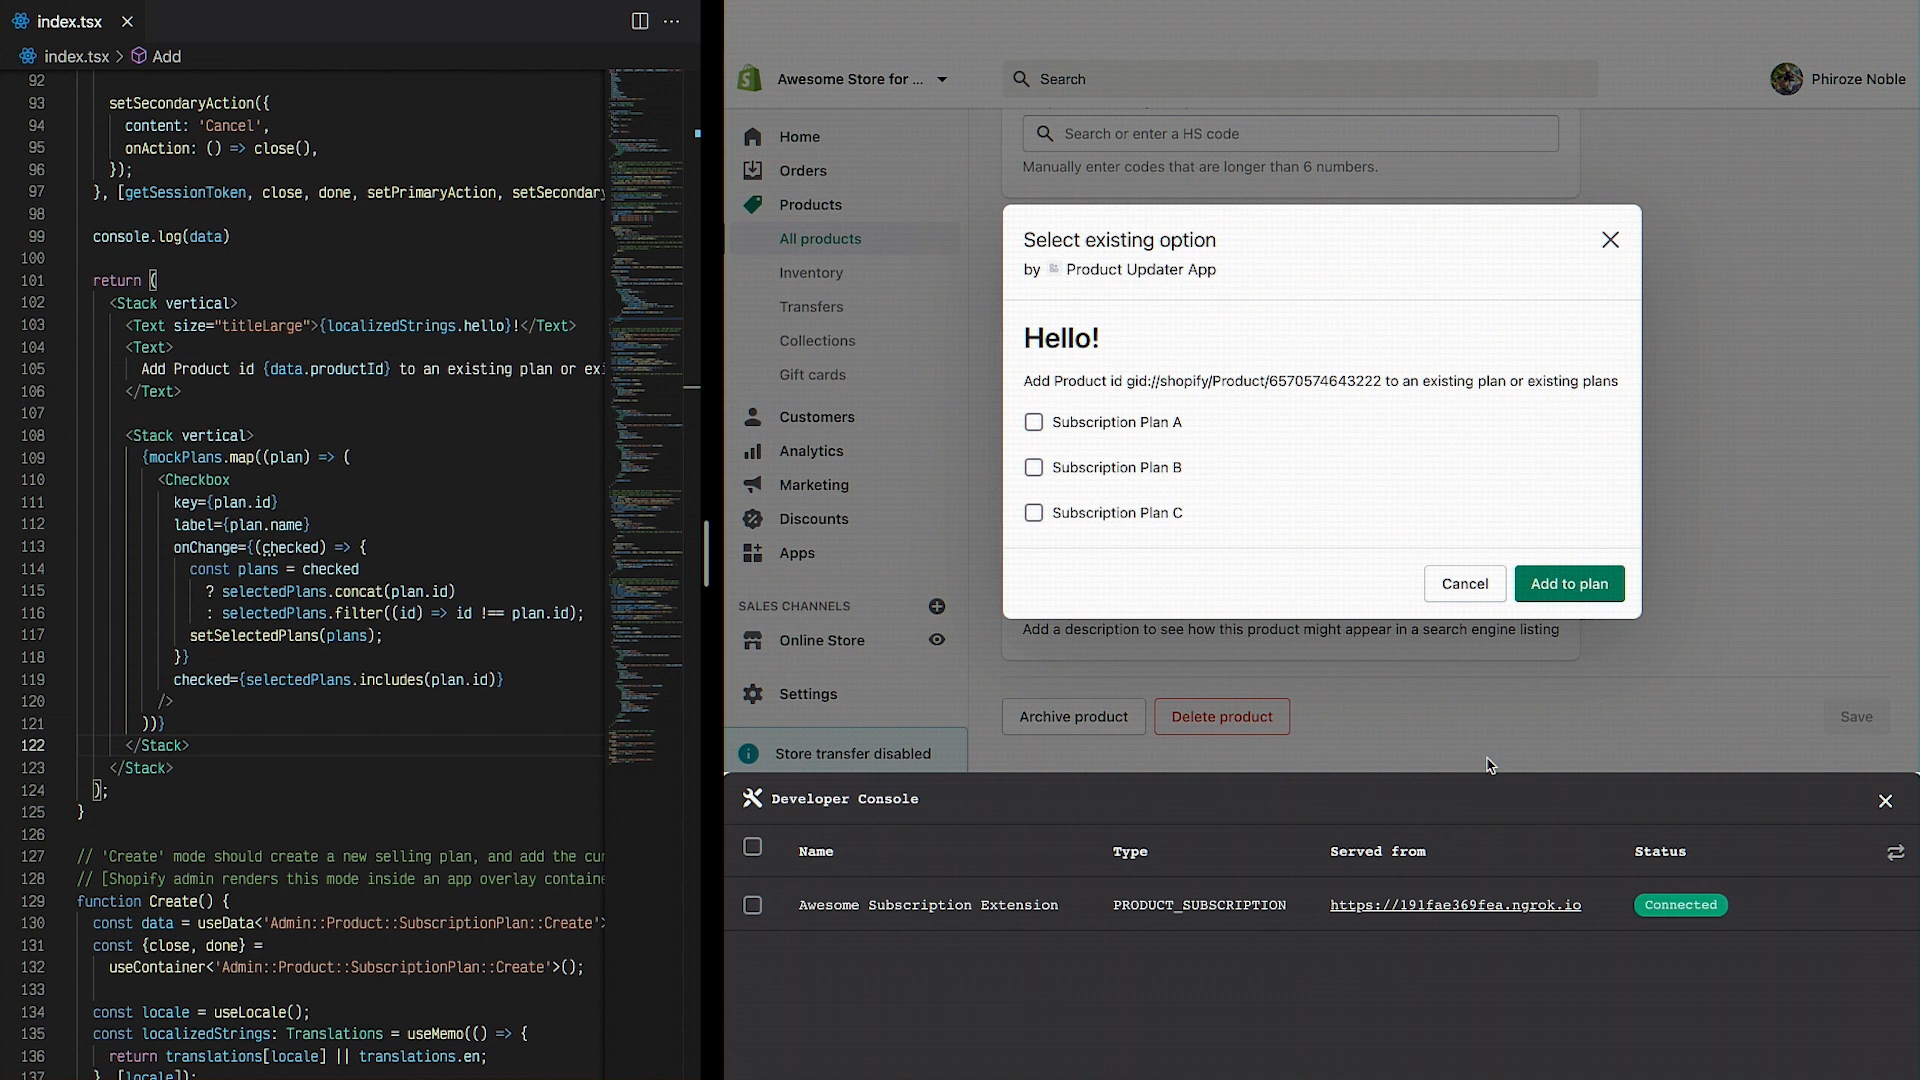 index.tsx
index.tsx > Add
92
93 setSecondaryAction({
94 content: 'Cancel',
95 onAction: () => close(),
96 });
97 }, [getSessionToken, close, done, setPrimaryAction, setSecondary
98
99 console.log(data)
100
101 return (
102 <Stack vertical>
103 <Text size="titleLarge">{localizedStrings.hello}!</Text>
104 <Text>
105 Add Product id {data.productId} to an existing plan or exi
106 </Text>
107
108 <Stack vertical>
109 {mockPlans.map((plan) => (
110 <Checkbox
111 key={plan.id}
112 label={plan.name}
113 onChange={(checked) => {
114 const plans = checked
115 ? selectedPlans.concat(plan.id)
116 : selectedPlans.filter((id) => id !== plan.id);
117 setSelectedPlans(plans);
118 }}
119 checked={selectedPlans.includes(plan.id)}
120 />
121 ))}
122 </Stack>
123 </Stack>
124 );
125 }
126
127 // 'Create' mode should create a new selling plan, and add the cur
128 // [Shopify admin renders this mode inside an app overlay containe
129 function Create() {
130 const data = useData<'Admin::Product::SubscriptionPlan::Create'>
131 const {close, done} =
132 useContainer<'Admin::Product::SubscriptionPlan::Create'>();
133
134 const locale = useLocale();
135 const localizedStrings: Translations = useMemo(() => {
136 return translations[locale] || translations.en;
137 }, [locale]);
Awesome Store for ...
Search
Phiroze Noble
Home
Orders
Products
All products
Inventory
Transfers
Collections
Gift cards
Customers
Analytics
Marketing
Discounts
Apps
SALES CHANNELS
Online Store
Settings
Store transfer disabled
Search or enter a HS code
Manually enter codes that are longer than 6 numbers.
Select existing option
by Product Updater App
Hello!
Add Product id gid://shopify/Product/6570574643222 to an existing plan or existing plans
Subscription Plan A
Subscription Plan B
Subscription Plan C
Cancel
Add to plan
Add a description to see how this product might appear in a search engine listing
Archive product
Delete product
Save
Developer Console
Name Type Served from Status
Awesome Subscription Extension PRODUCT_SUBSCRIPTION https://191fae369fea.ngrok.io Connected